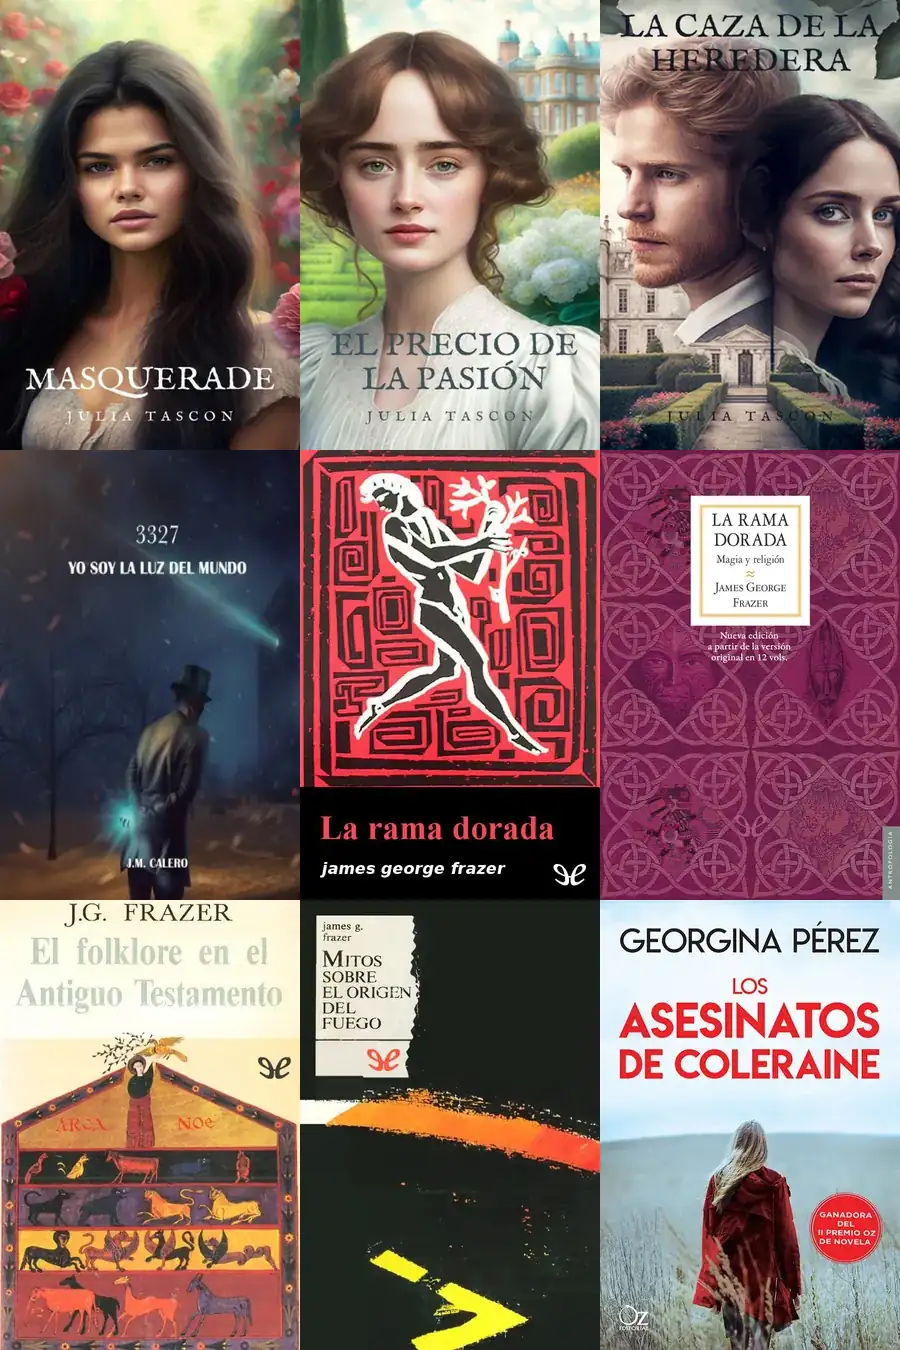 MASQUERADE
JULIA TASCON
EL PRECIO DE
LA PASIÓN
JULIA TASCON
LA CAZA DE LA
HEREDERA
JULIA TASCON
3327
YO SOY LA LUZ DEL MUNDO
J.M. CALERO
La rama dorada
james george frazer
LA RAMA
DORADA
Magia y religión
JAMES GEORGE
FRAZER
Nueva edición
a partir de la versión
original en 12 vols.
ANTROPOLOGÍA
J.G. FRAZER
El folklore en el
Antiguo Testamento
ARCA NOE
james g.
frazer
MITOS
SOBRE
EL ORIGEN
DEL
FUEGO
GEORGINA PÉREZ
LOS
ASESINATOS
DE COLERAINE
GANADORA
DEL
II PREMIO OZ
DE NOVELA
OZ
EDITORIAL